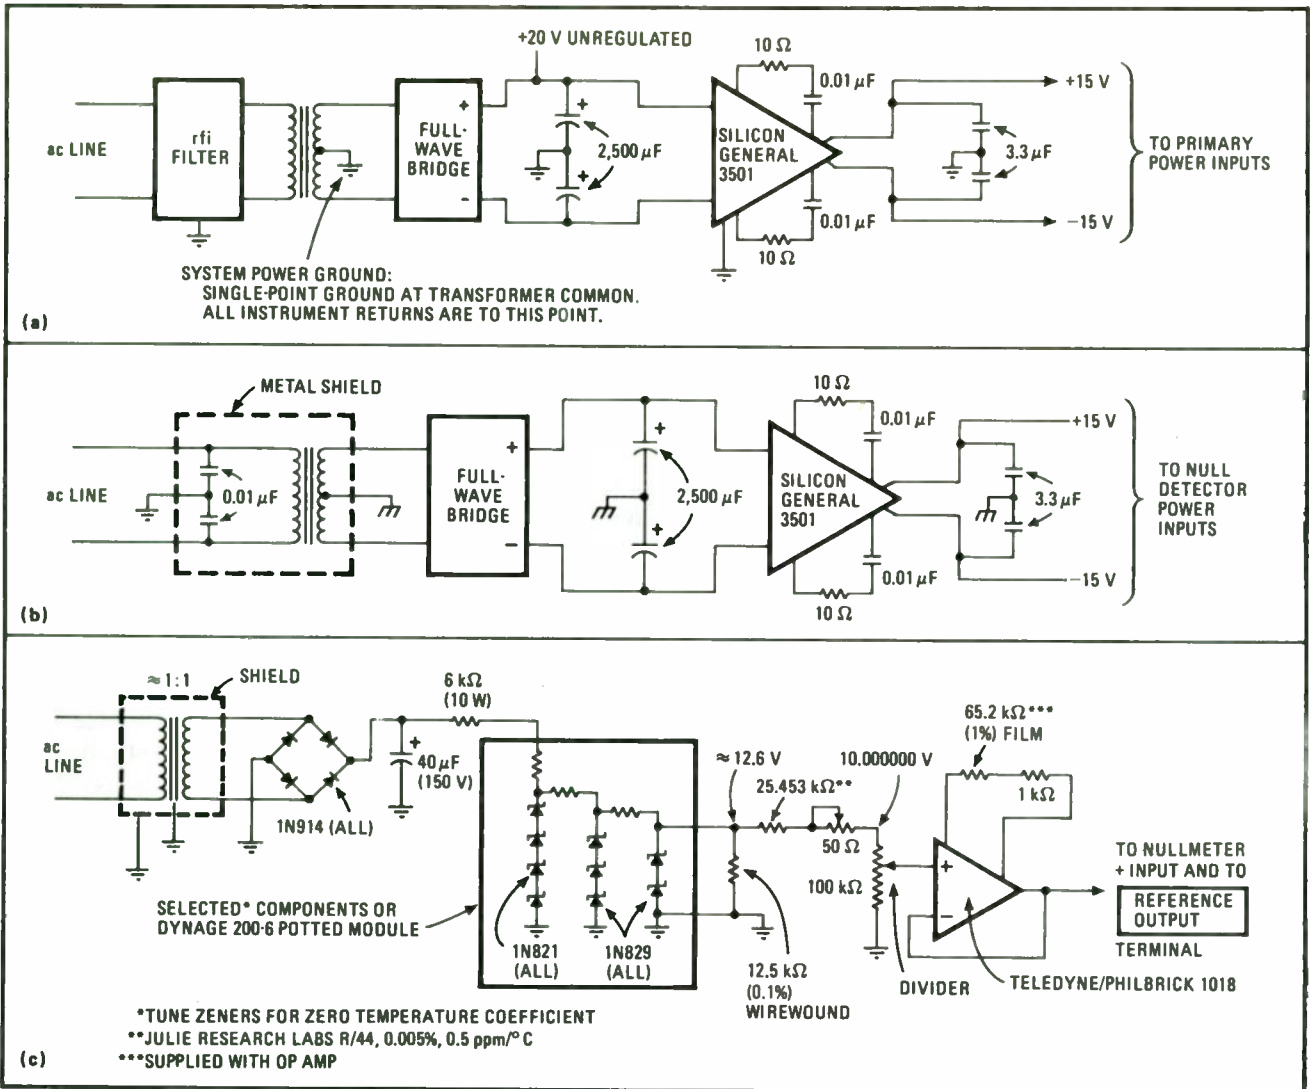 +20 V UNREGULATED
10 Ω
0.01 μF
+15 V
ac LINE
rfi
FILTER
FULL-
WAVE
BRIDGE
+
-
+
+
2,500 μF
SILICON
GENERAL
3501
3.3 μF
TO PRIMARY
POWER INPUTS
0.01 μF
10 Ω
-15 V
SYSTEM POWER GROUND:
SINGLE-POINT GROUND AT TRANSFORMER COMMON.
ALL INSTRUMENT RETURNS ARE TO THIS POINT.
(a)
METAL SHIELD
10 Ω
0.01 μF
+15 V
ac LINE
0.01 μF
FULL-
WAVE
BRIDGE
+
-
+
+
2,500 μF
SILICON
GENERAL
3501
3.3 μF
TO NULL
DETECTOR
POWER
INPUTS
0.01 μF
10 Ω
-15 V
(b)
≈1:1
SHIELD
6 kΩ
(10 W)
ac
LINE
+
40 μF
(150 V)
1N914 (ALL)
SELECTED* COMPONENTS OR
DYNAGE 200-6 POTTED MODULE
1N821
(ALL)
1N829
(ALL)
≈12.6 V
25.453 kΩ**
50 Ω
10.000000 V
100 kΩ
12.5 kΩ
(0.1%)
WIREWOUND
DIVIDER
65.2 kΩ***
(1%) FILM
1 kΩ
+
-
TELEDYNE/PHILBRICK 1018
TO NULLMETER
+ INPUT AND TO
REFERENCE
OUTPUT
TERMINAL
*TUNE ZENERS FOR ZERO TEMPERATURE COEFFICIENT
**JULIE RESEARCH LABS R/44, 0.005%, 0.5 ppm/°C
***SUPPLIED WITH OP AMP
(c)